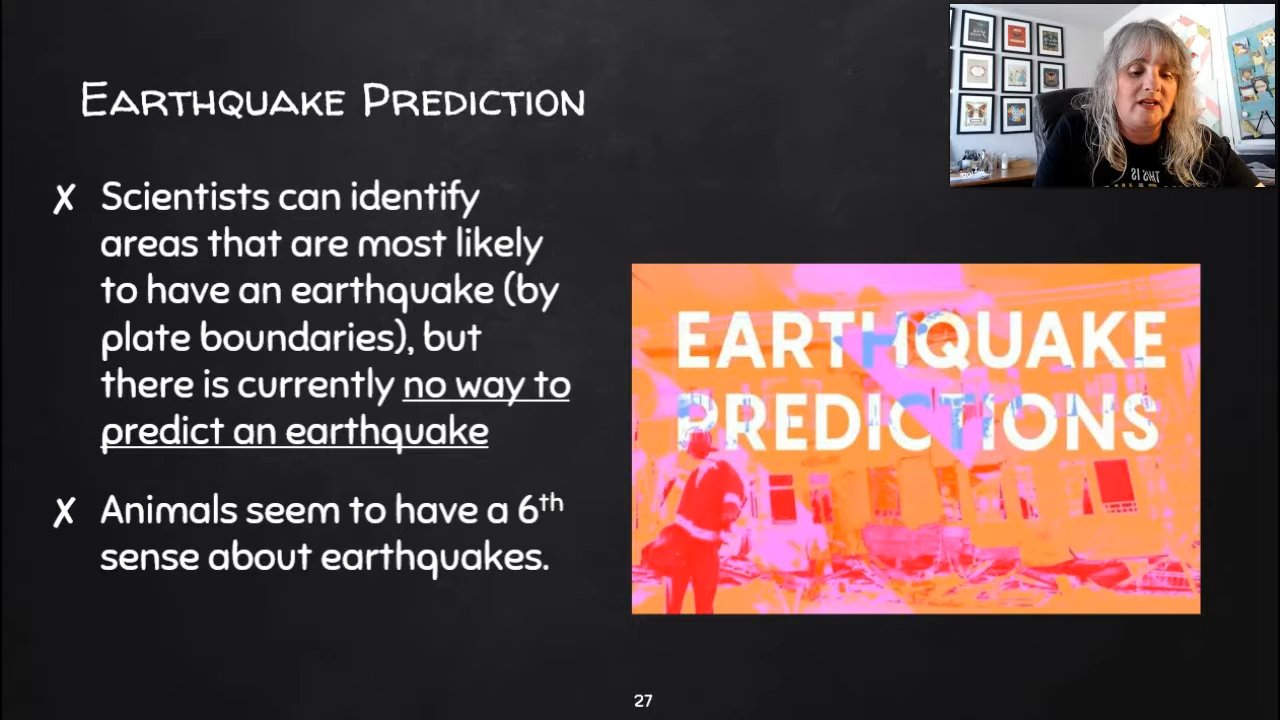 Earthquake Prediction
✗ Scientists can identify
areas that are most likely
to have an earthquake (by
plate boundaries), but
there is currently no way to
predict an earthquake
✗ Animals seem to have a 6th
sense about earthquakes.
EARTHQUAKE
PREDICTIONS
THIS IS
27